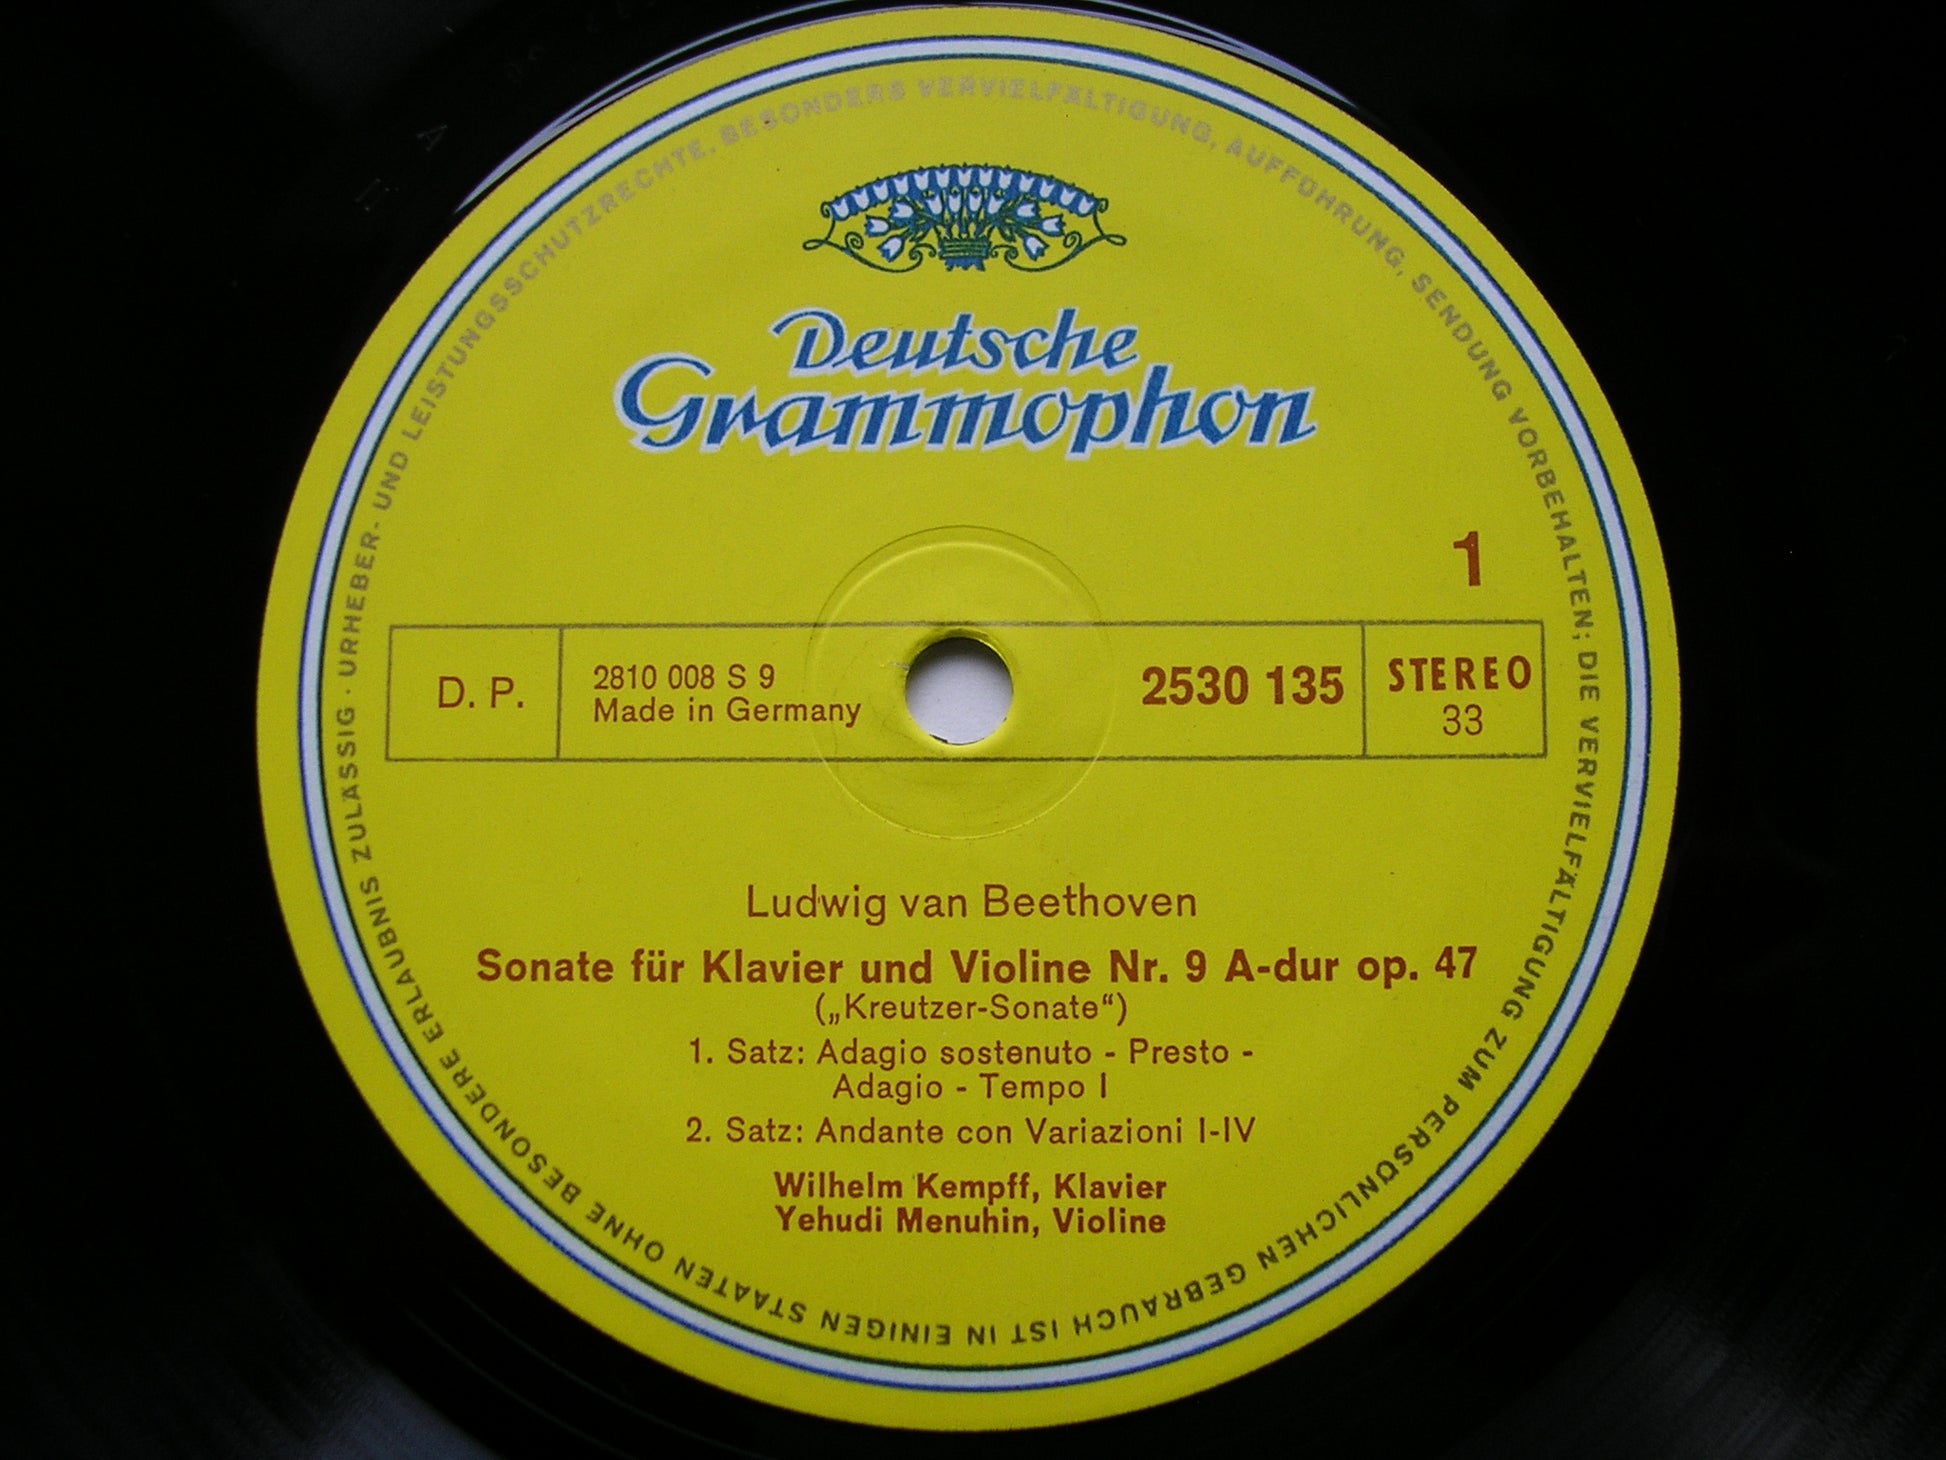 URHEBER- UND LEISTUNGSSCHUTZRECHTE, BESONDERS VERVIELFÄLTIGUNG, AUFFÜHRUNG, SENDUNG VORBEHALTEN; DIE VERVIELFÄLTIGUNG ZUM PERSÖNLICHEN GEBRAUCH IST IN EINIGEN STAATEN OHNE BESONDERE ERLAUBNIS ZULÄSSIG ·
Deutsche
Grammophon
1
D. P.
2810 008 S 9
Made in Germany
2530 135
STEREO
33
Ludwig van Beethoven
Sonate für Klavier und Violine Nr. 9 A-dur op. 47
(„Kreutzer-Sonate“)
1. Satz: Adagio sostenuto - Presto -
Adagio - Tempo I
2. Satz: Andante con Variazioni I-IV
Wilhelm Kempff, Klavier
Yehudi Menuhin, Violine